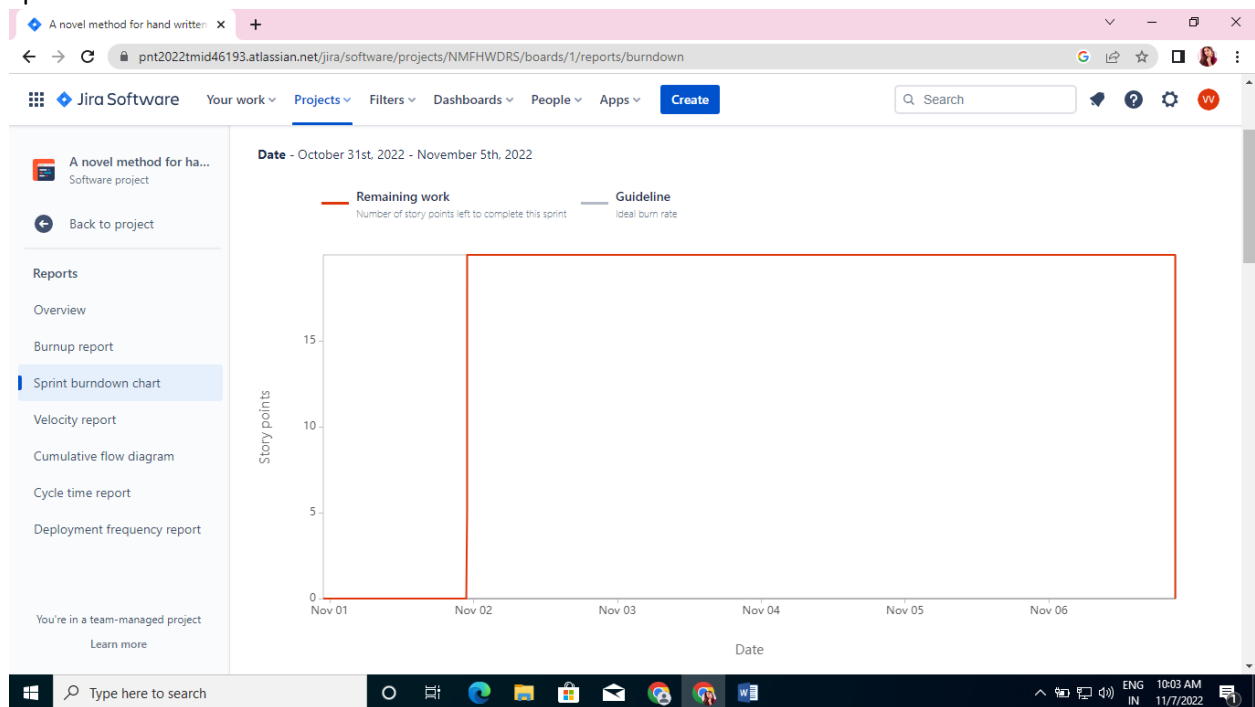 A novel method for hand written
pnt2022tmid46193.atlassian.net/jira/software/projects/NMFHWDRS/boards/1/reports/burndown
Jira Software Your work Projects Filters Dashboards People Apps Create Search W
A novel method for ha...
Software project
Back to project
Reports
Overview
Burnup report
Sprint burndown chart
Velocity report
Cumulative flow diagram
Cycle time report
Deployment frequency report
You're in a team-managed project
Learn more
Date - October 31st, 2022 - November 5th, 2022
Remaining work
Number of story points left to complete this sprint
Guideline
Ideal burn rate
Story points
15
10
5
0
Nov 01 Nov 02 Nov 03 Nov 04 Nov 05 Nov 06
Date
Type here to search
ENG
IN
10:03 AM
11/7/2022
1